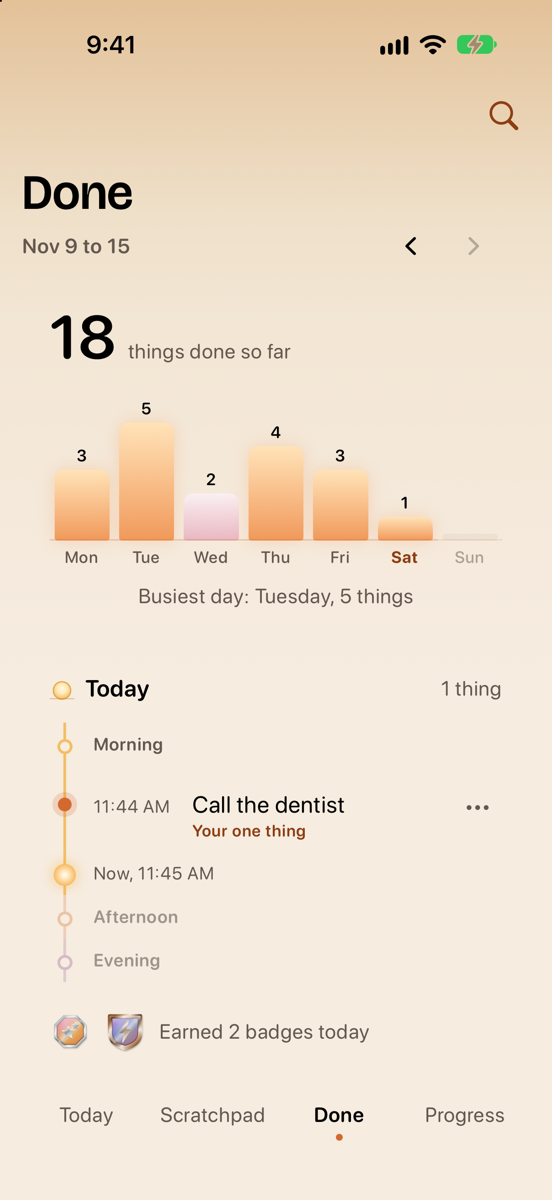 9:41
Done
Nov 9 to 15
18 things done so far
3 5 2 4 3 1
Mon Tue Wed Thu Fri Sat Sun
Busiest day: Tuesday, 5 things
Today 1 thing
Morning
11:44 AM Call the dentist
Your one thing
Now, 11:45 AM
Afternoon
Evening
Earned 2 badges today
Today Scratchpad Done Progress